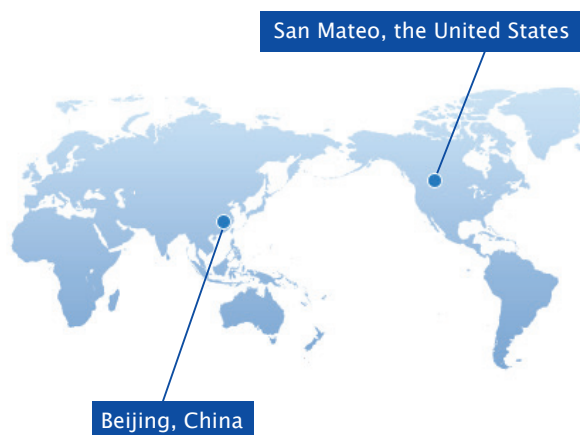 San Mateo, the United States
Beijing, China